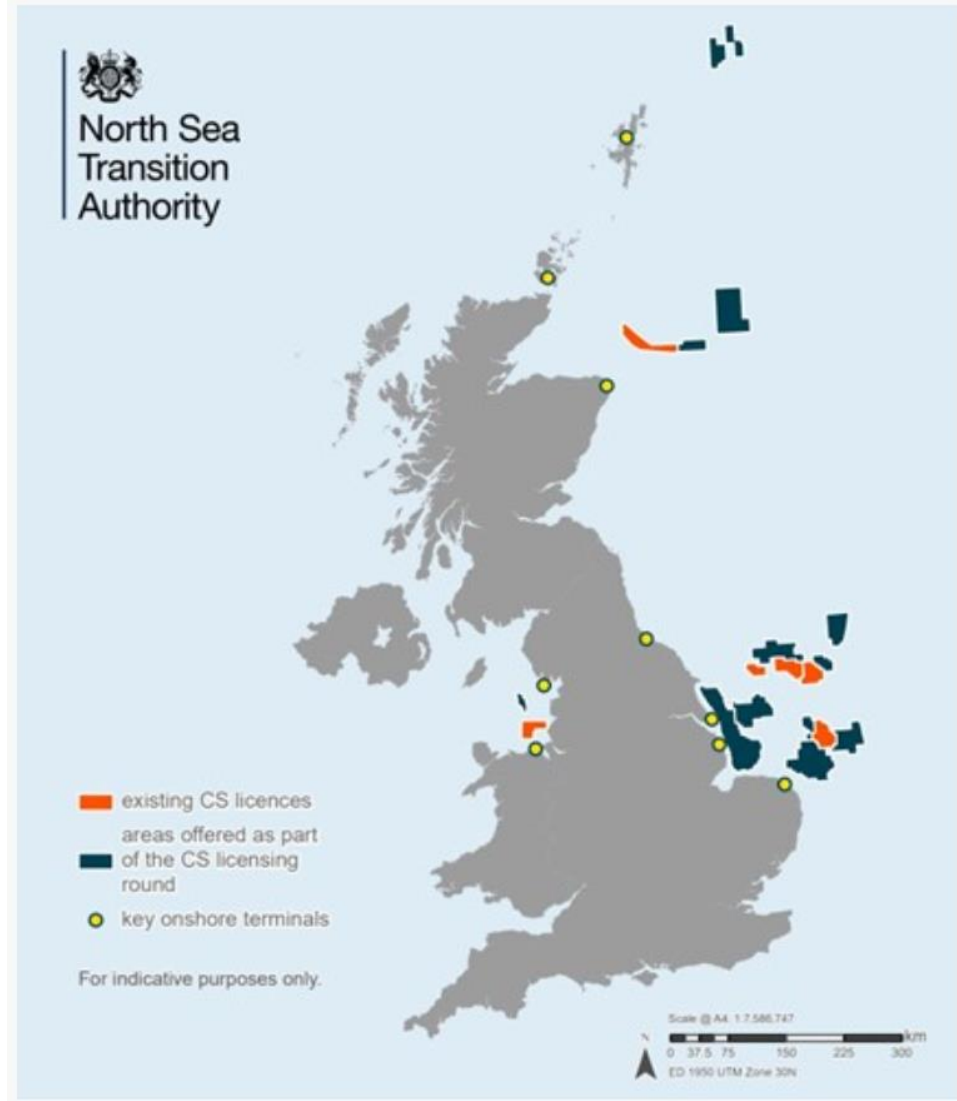 North Sea
Transition
Authority
existing CS licences
areas offered as part
of the CS licensing
round
key onshore terminals
For indicative purposes only.
Scale @ A4: 1:7,586,747
N
km
0 37.5 75 150 225 300
ED 1950 UTM Zone 30N